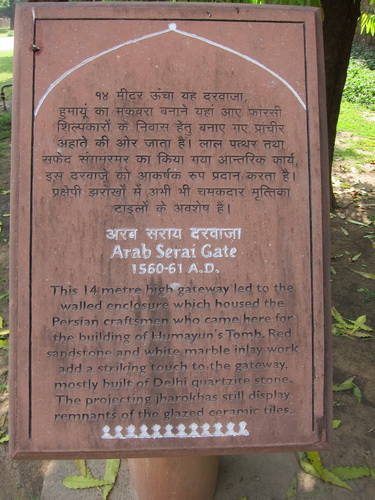 १४ मीटर ऊंचा यह दरवाजा,
हुमायूं का मकबरा बनाने यहां आए फारसी
शिल्पकारों के निवास हेतु बनाए गए प्राचीर
अहाते की ओर जाता है। लाल पत्थर तथा
सफेद संगमरमर का किया गया आन्तरिक कार्य,
इस दरवाजे को आकर्षक रुप प्रदान करता है।
प्रक्षेपी झरोखों में अभी भी चमकदार मृत्तिका
टाइलों के अवशेष हैं।
अरब सराय दरवाजा
Arab Serai Gate
1560-61 A.D.
This 14 metre high gateway led to the
walled enclosure which housed the
Persian craftsmen who came here for
the building of Humayun's Tomb. Red
sandstone and white marble inlay work
add a striking touch to the gateway,
mostly built of Delhi quartzite stone.
The projecting jharokhas still display
remnants of the glazed ceramic tiles.